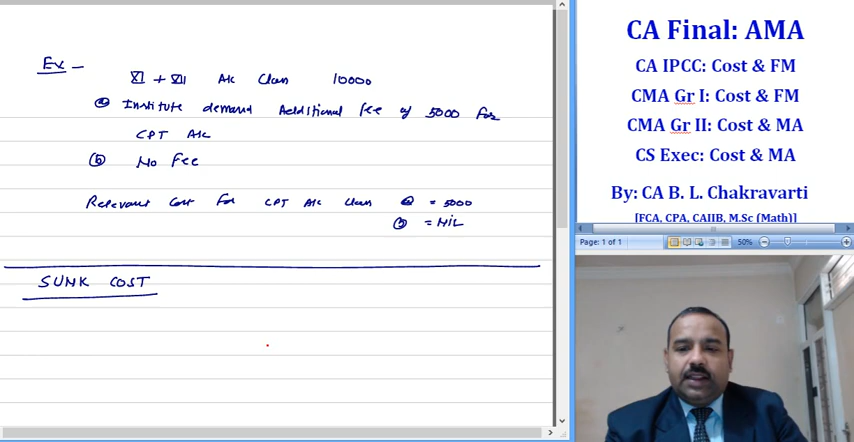 Ex -
XI + XII A/c Class 10000
ⓐ Institute demand Additional Fee of 5000 for
CPT A/c
ⓑ No Fee
Relevant Cost For CPT A/c Class ⓐ = 5000
ⓑ = NIL
SUNK COST
CA Final: AMA
CA IPCC: Cost & FM
CMA Gr I: Cost & FM
CMA Gr II: Cost & MA
CS Exec: Cost & MA
By: CA B. L. Chakravarti
[FCA, CPA, CAIIB, M.Sc (Math)]
Page: 1 of 1
50%